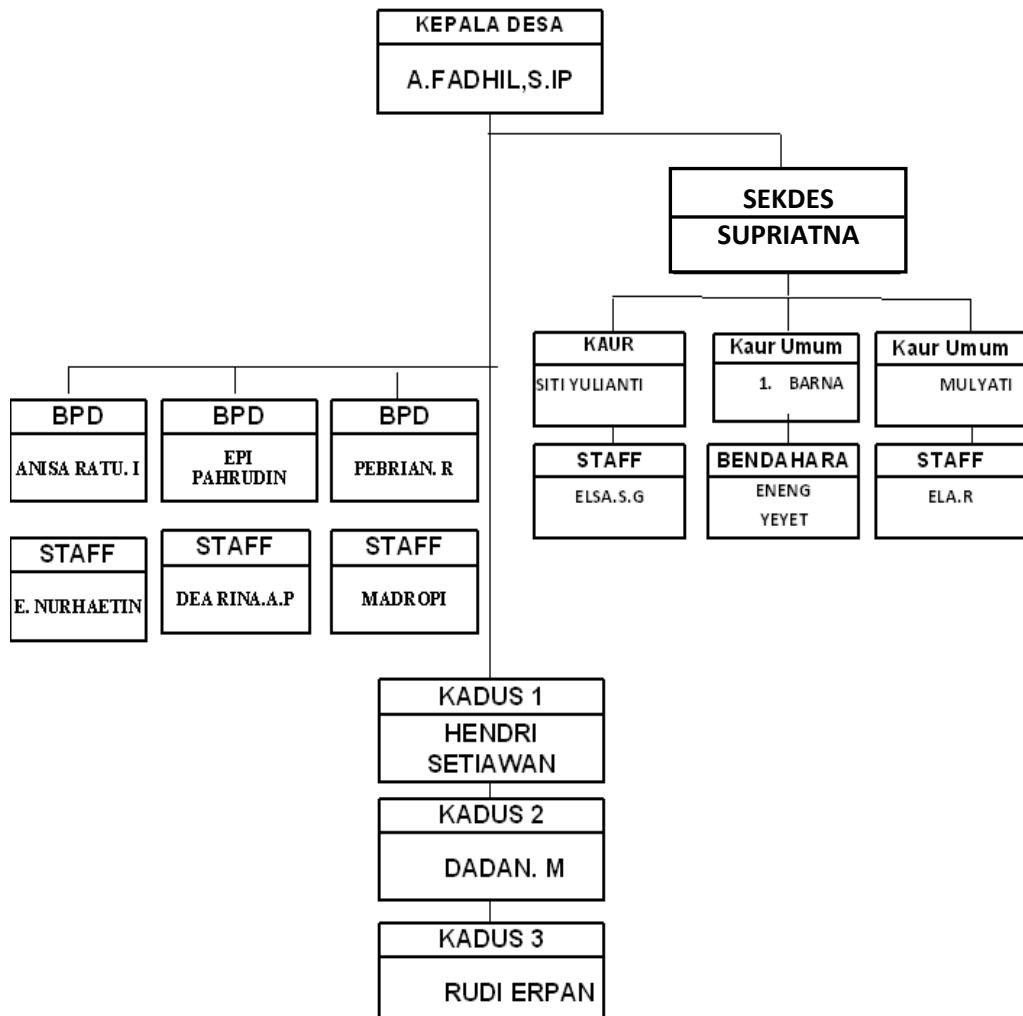 KEPALA DESA
A.FADHIL,S.IP
SEKDES
SUPRIATNA
KAUR
SITI YULIANTI
Kaur Umum
1. BARNA
Kaur Umum
MULYATI
STAFF
ELSA.S.G
BENDAHARA
ENENG
YEYET
STAFF
ELA.R
BPD
ANISA RATU. I
BPD
EPI
PAHRUDIN
BPD
PEBRIAN. R
STAFF
E. NURHAETIN
STAFF
DEA RINA.A.P
STAFF
MADROPI
KADUS 1
HENDRI
SETIAWAN
KADUS 2
DADAN. M
KADUS 3
RUDI ERPAN